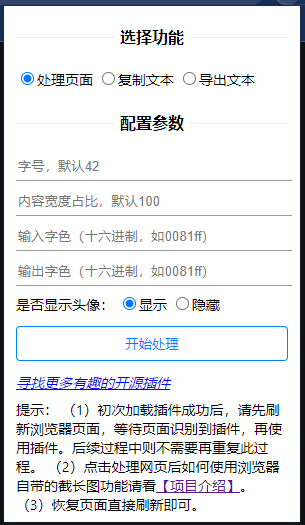 选择功能
处理页面 复制文本 导出文本
配置参数
字号，默认42
内容宽度占比，默认100
输入字色（十六进制，如0081ff)
输出字色（十六进制，如0081ff)
是否显示头像： 显示 隐藏
开始处理
寻找更多有趣的开源插件
提示： （1）初次加载插件成功后，请先刷
新浏览器页面，等待页面识别到插件，再使
用插件。后续过程中则不需要再重复此过
程。 （2）点击处理网页后如何使用浏览器
自带的截长图功能请看【项目介绍】。
（3）恢复页面直接刷新即可。